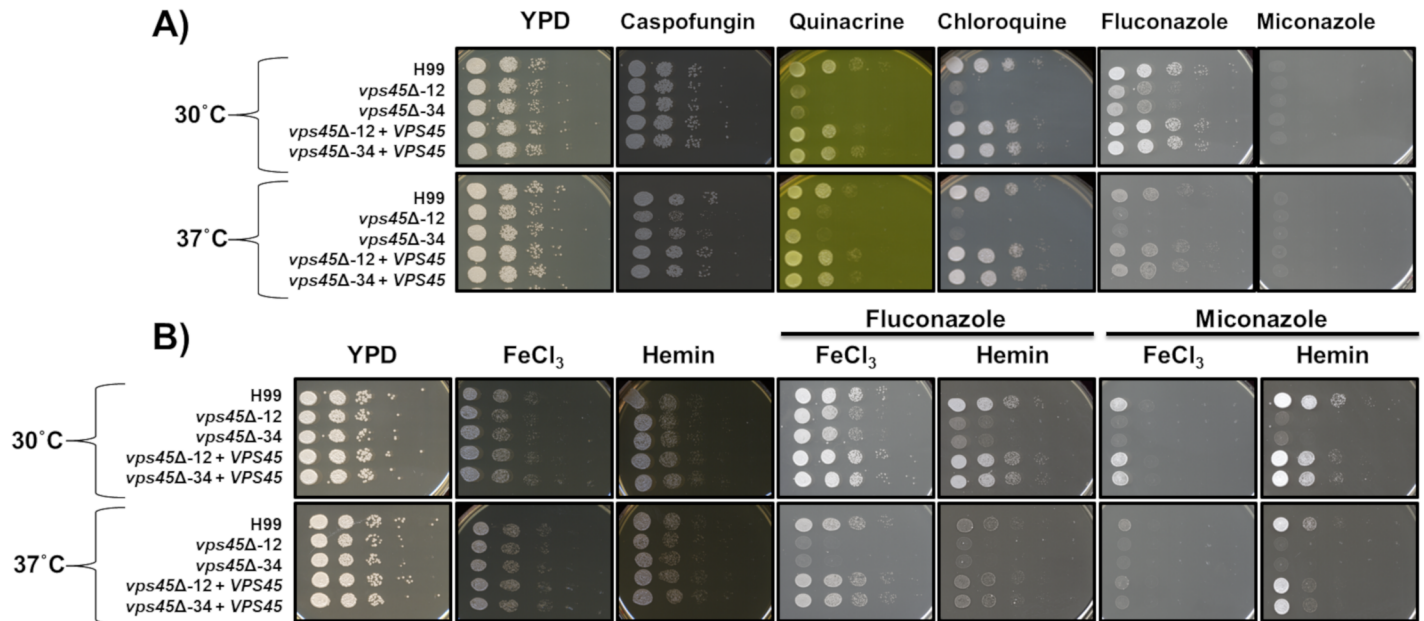 A)
YPD Caspofungin Quinacrine Chloroquine Fluconazole Miconazole
30˚C
H99
vps45Δ-12
vps45Δ-34
vps45Δ-12 + VPS45
vps45Δ-34 + VPS45
37˚C
H99
vps45Δ-12
vps45Δ-34
vps45Δ-12 + VPS45
vps45Δ-34 + VPS45
B)
Fluconazole Miconazole
YPD FeCl₃ Hemin FeCl₃ Hemin FeCl₃ Hemin
30˚C
H99
vps45Δ-12
vps45Δ-34
vps45Δ-12 + VPS45
vps45Δ-34 + VPS45
37˚C
H99
vps45Δ-12
vps45Δ-34
vps45Δ-12 + VPS45
vps45Δ-34 + VPS45